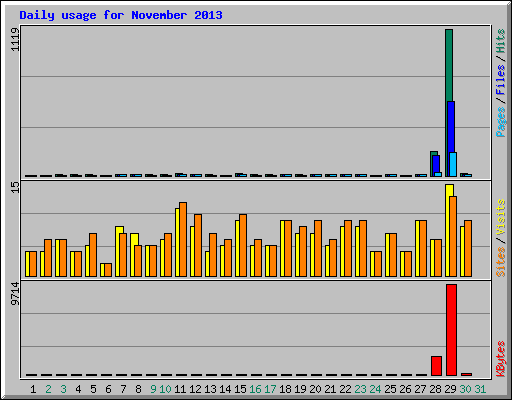 Daily usage for November 2013
1119
Pages / Files / Hits
15
Sites / Visits
9714
KBytes
1 2 3 4 5 6 7 8 9 10 11 12 13 14 15 16 17 18 19 20 21 22 23 24 25 26 27 28 29 30 31